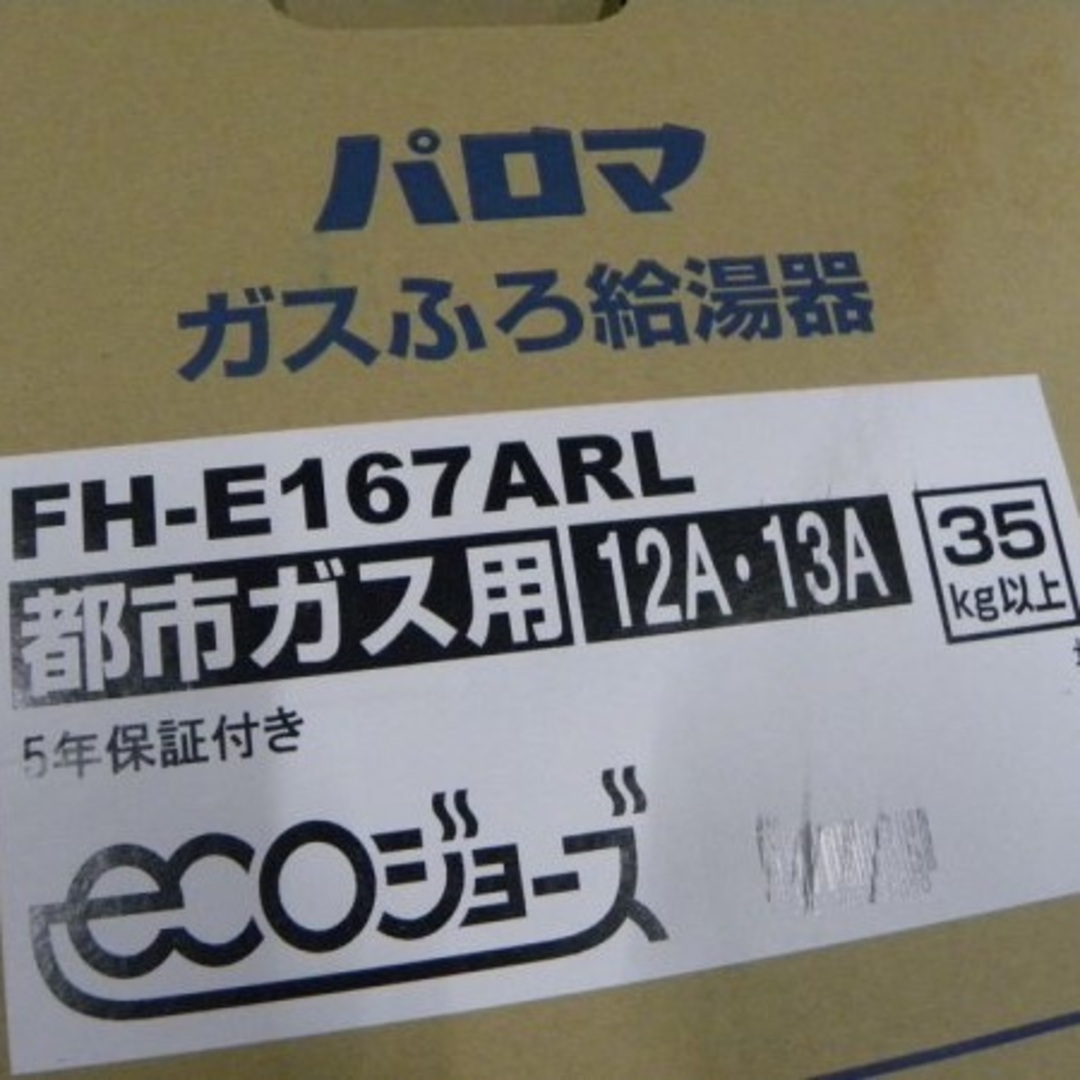 パロマ
ガスふろ給湯器
FH-E167ARL
都市ガス用 12A・13A
35
kg以上
5年保証付き
ecoジョーズ